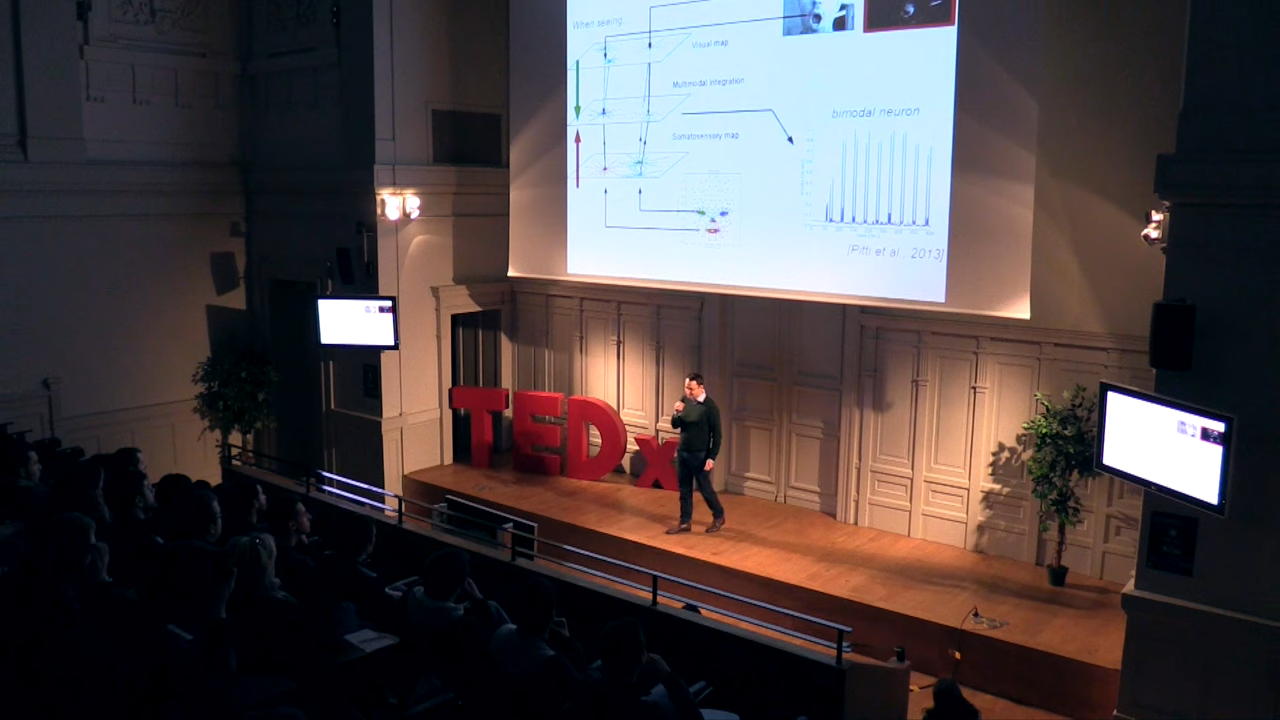 When seeing...
Visual map
Multimodal integration
bimodal neuron
Somatosensory map
[Pitti et al., 2013]
TEDx